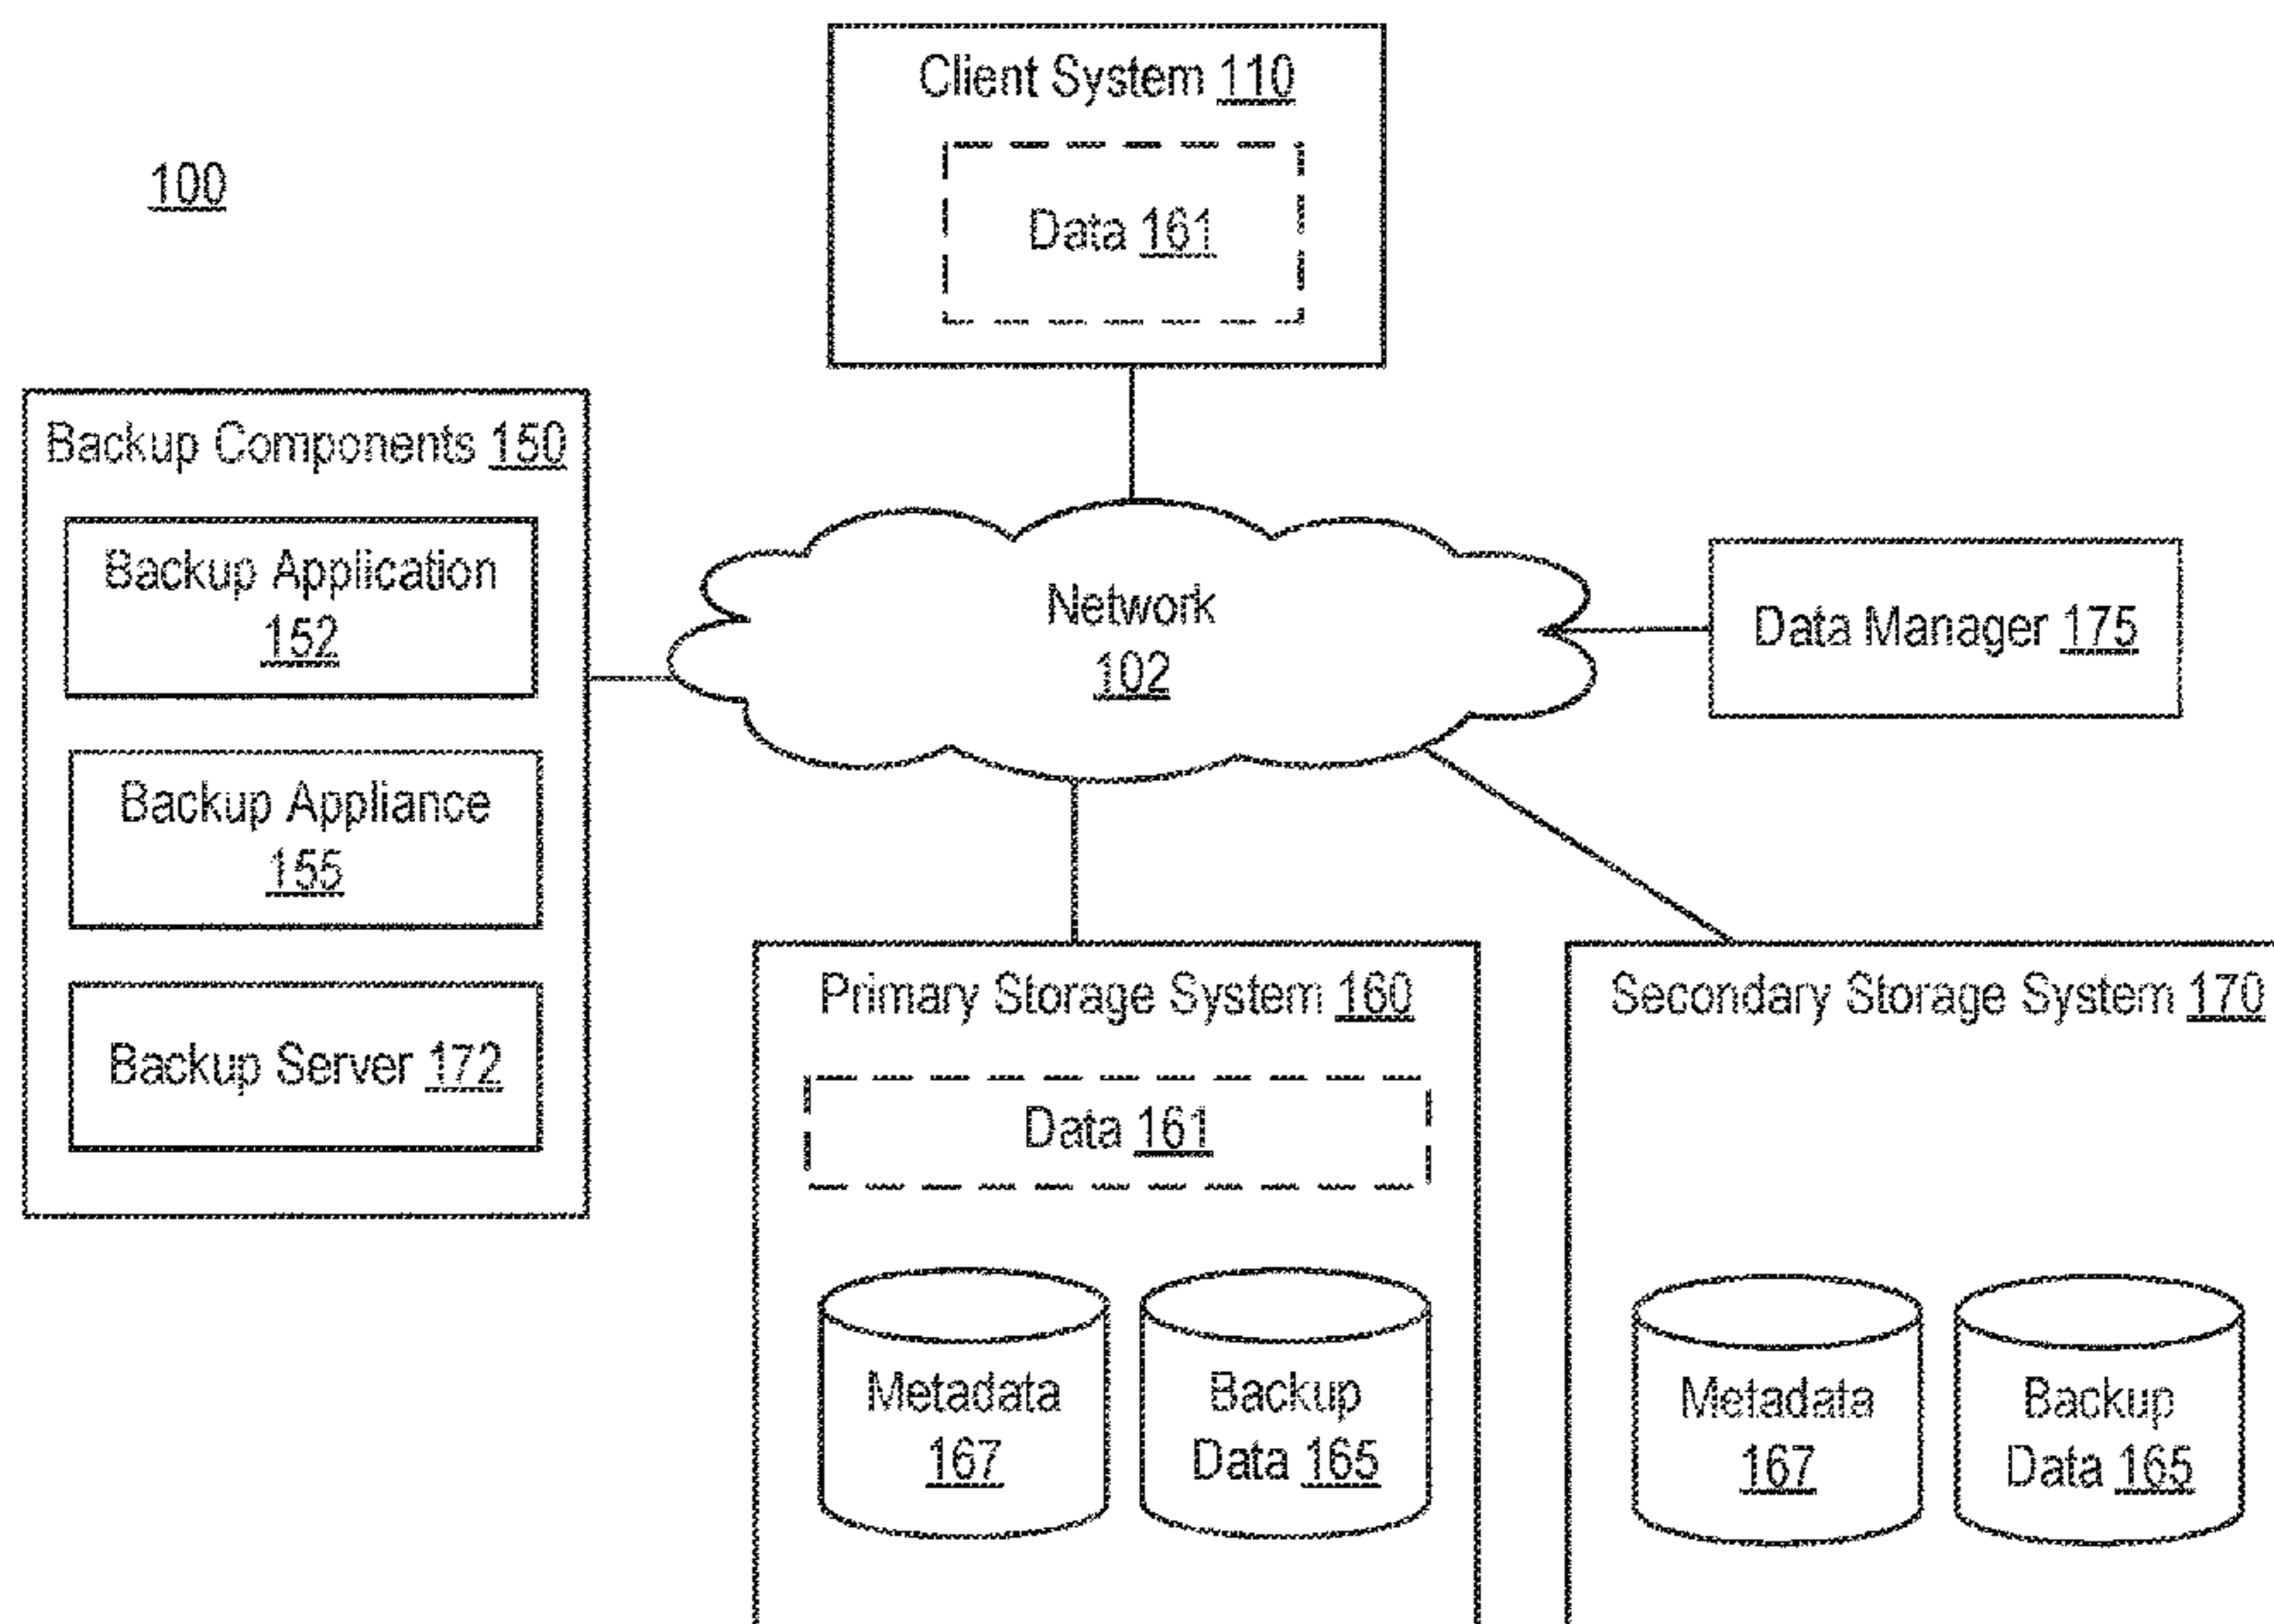 Client System 110
Data 161
100
Backup Components 150
Backup Application
152
Backup Appliance
155
Backup Server 172
Network
102
Data Manager 175
Primary Storage System 160
Data 161
Metadata
167
Backup
Data 165
Secondary Storage System 170
Metadata
167
Backup
Data 165